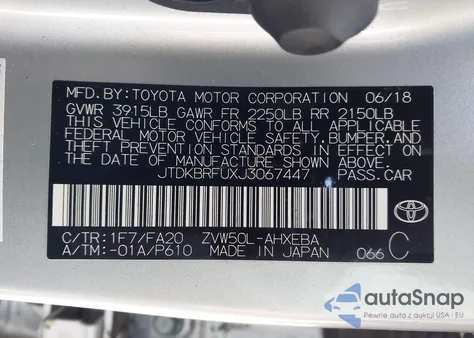 MFD.BY:TOYOTA MOTOR CORPORATION 06/18
GVWR 3915LB GAWR FR 2250LB RR 2150LB
THIS VEHICLE CONFORMS TO ALL APPLICABLE
FEDERAL MOTOR VEHICLE SAFETY, BUMPER, AND
THEFT PREVENTION STANDARDS IN EFFECT ON
THE DATE OF MANUFACTURE SHOWN ABOVE.
JTDKBRFUXJ3067447 PASS.CAR
C/TR:1F7/FA20 ZVW50L-AHXEBA
A/TM:-01A/P610 MADE IN JAPAN 066 C
TOYOTA
autoSnap
Pewne auta z aukcji USA i EU